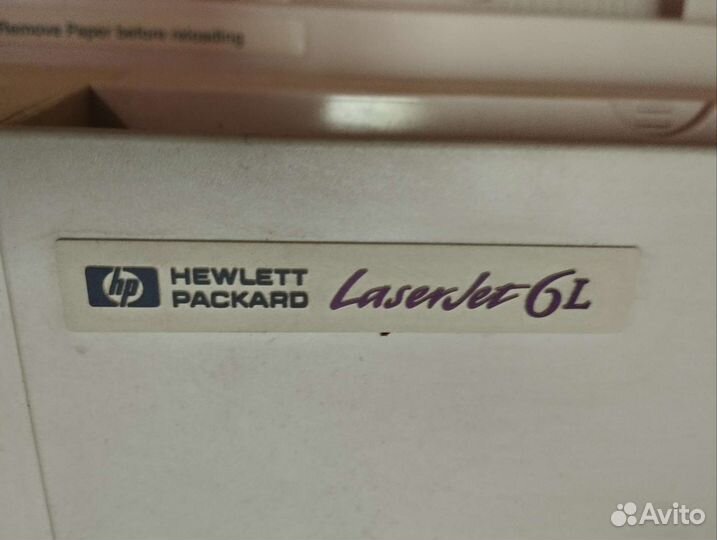 Remove Paper before reloading
hp HEWLETT PACKARD LaserJet 6L
Avito